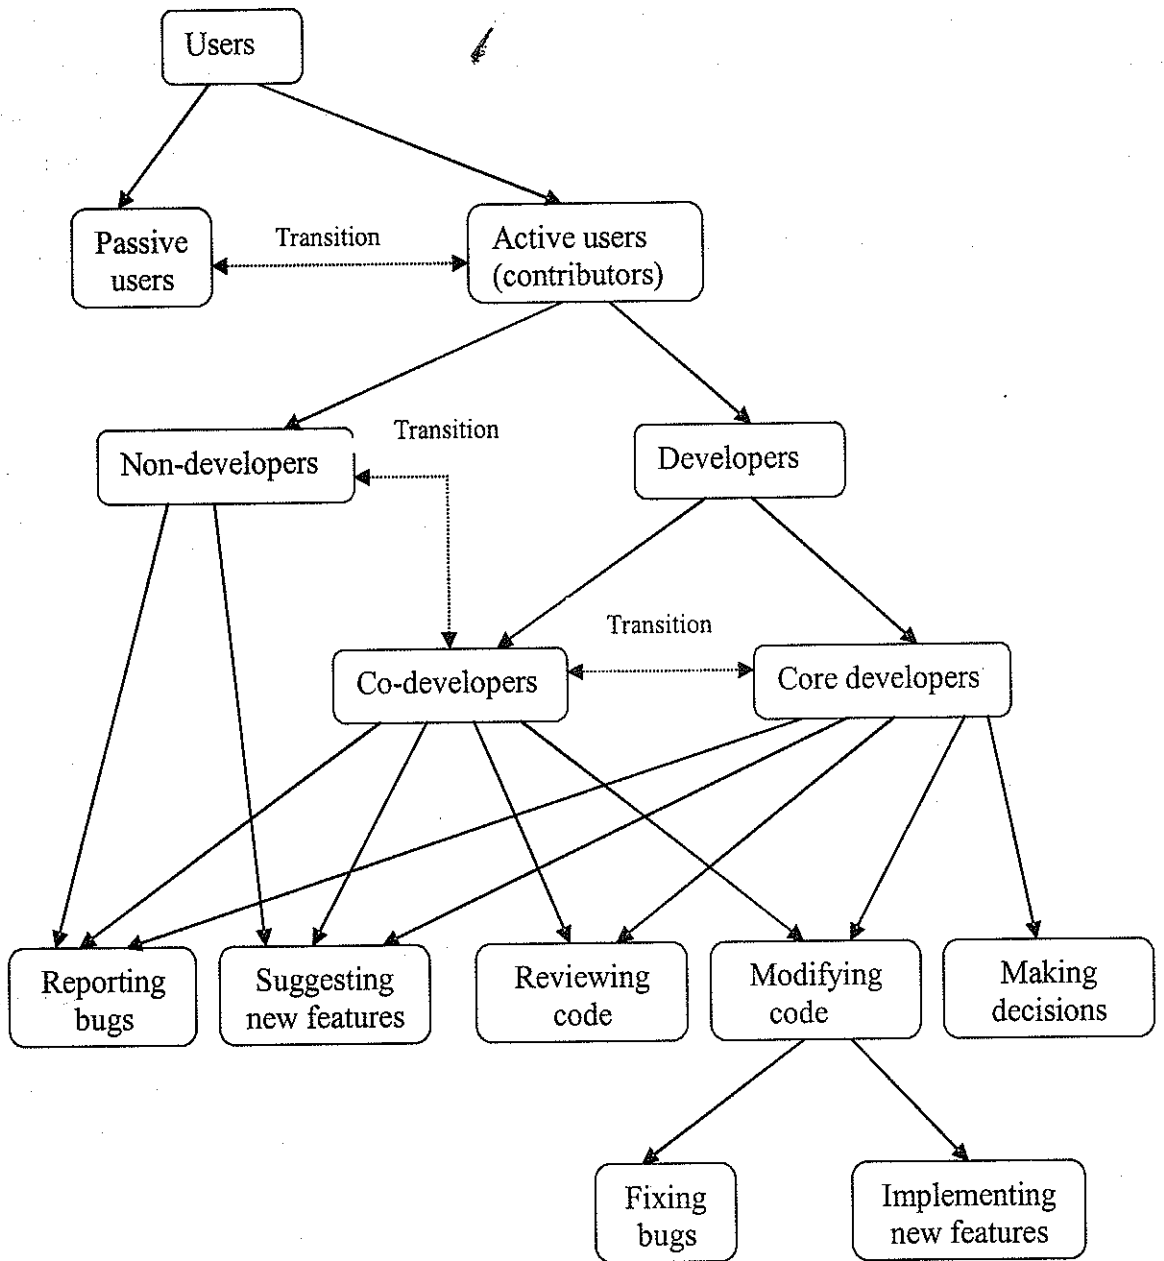 Users
Passive
users
Transition
Active users
(contributors)
Non-developers
Transition
Developers
Co-developers
Transition
Core developers
Reporting
bugs
Suggesting
new features
Reviewing
code
Modifying
code
Making
decisions
Fixing
bugs
Implementing
new features